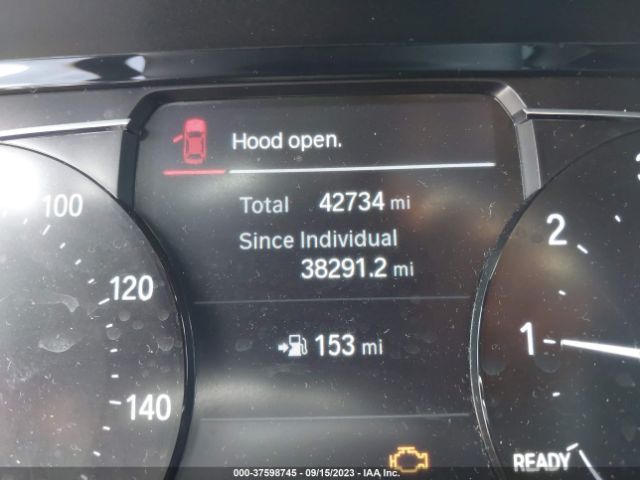 Hood open.
Total 42734 mi
Since Individual
38291.2 mi
153 mi
100
120
140
2
1
READY
000-37598745 - 09/15/2023 - IAA Inc.